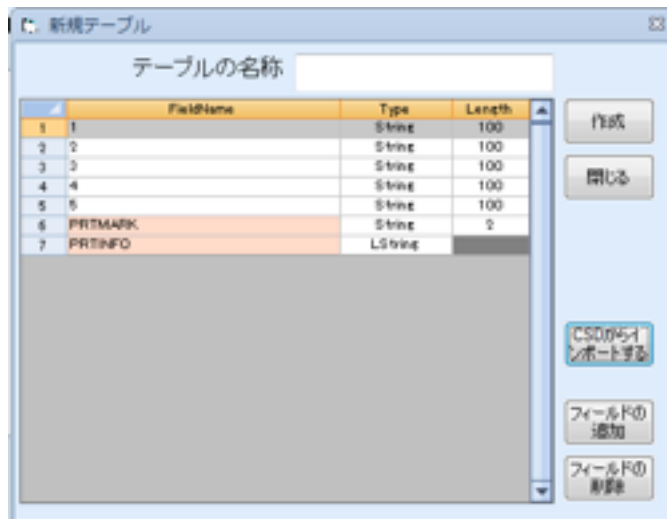 新規テーブル
テーブルの名称
FieldName Type Length
1 1 String 100
2 2 String 100
3 3 String 100
4 4 String 100
5 5 String 100
6 PRTMARK String 2
7 PRTINFO LString
作成
閉じる
CSDからイ
ンポートする
フィールドの
追加
フィールドの
削除